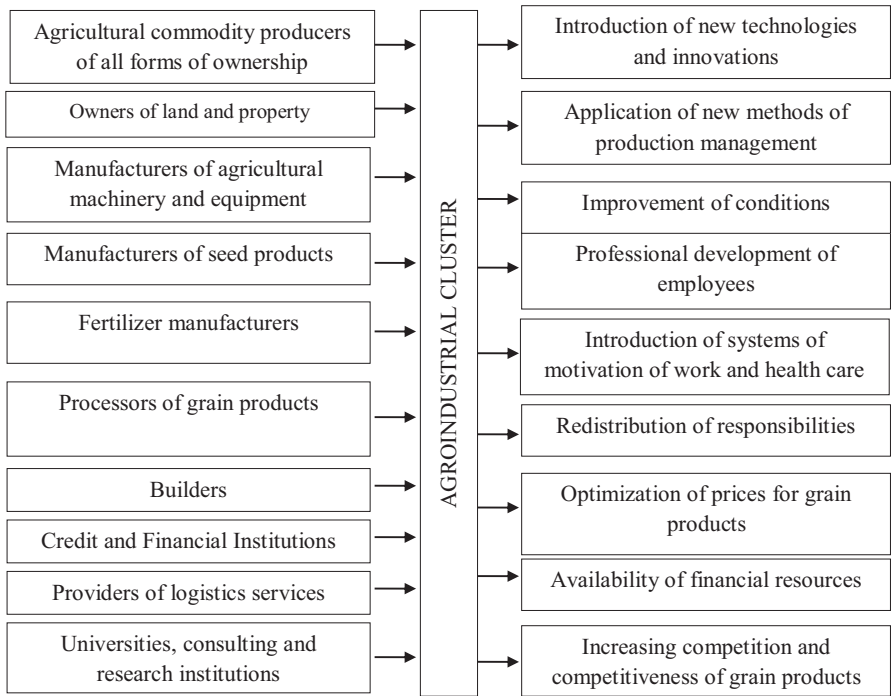 Agricultural commodity producers
of all forms of ownership
Owners of land and property
Manufacturers of agricultural
machinery and equipment
Manufacturers of seed products
Fertilizer manufacturers
Processors of grain products
Builders
Credit and Financial Institutions
Providers of logistics services
Universities, consulting and
research institutions
AGROINDUSTRIAL CLUSTER
Introduction of new technologies
and innovations
Application of new methods of
production management
Improvement of conditions
Professional development of
employees
Introduction of systems of
motivation of work and health care
Redistribution of responsibilities
Optimization of prices for grain
products
Availability of financial resources
Increasing competition and
competitiveness of grain products